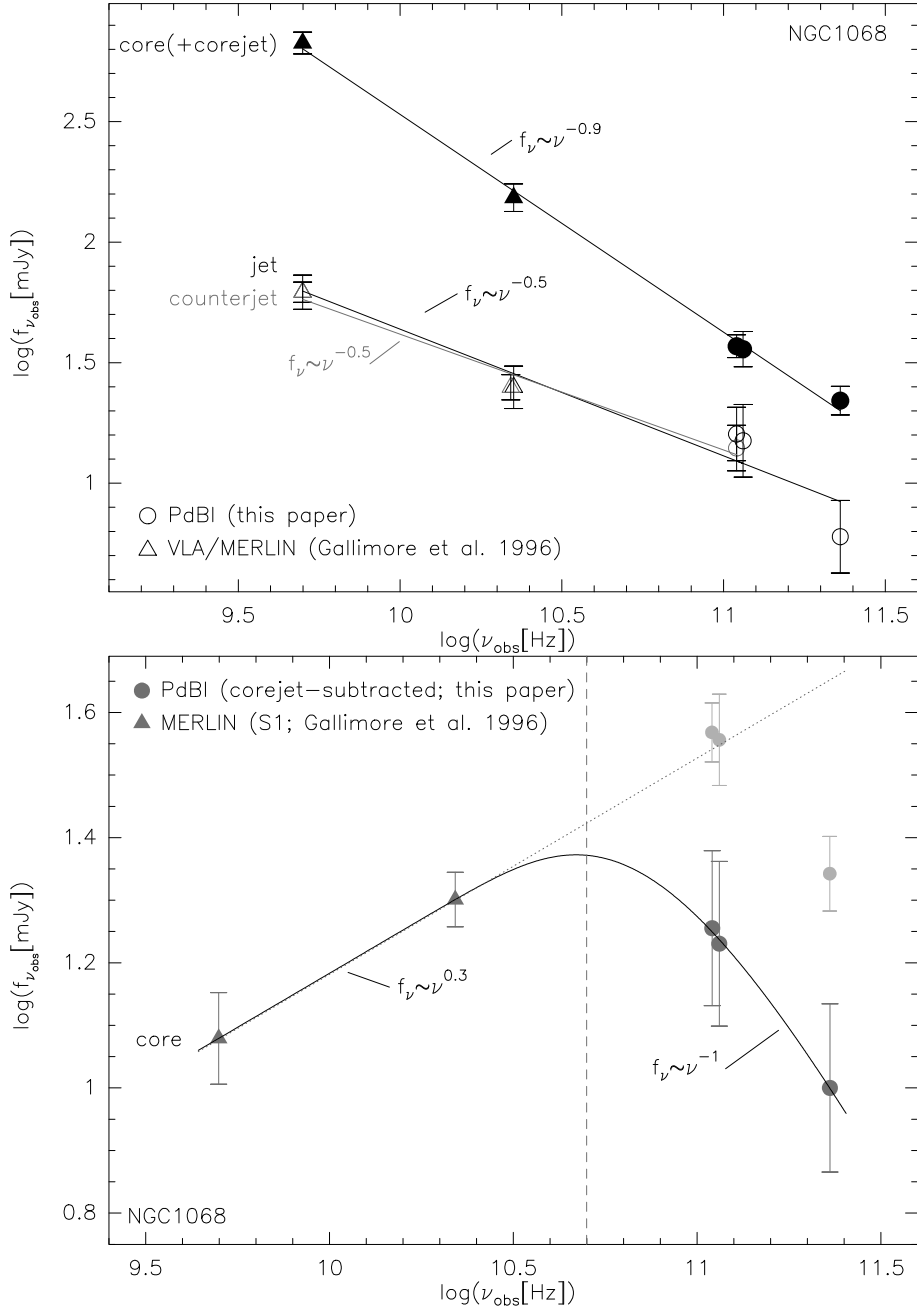 NGC1068
core(+corejet)
f_ν∼ν^−0.9
2.5
2
jet
counterjet
f_ν∼ν^−0.5
f_ν∼ν^−0.5
1.5
1
log(f_νobs[mJy])
PdBI (this paper)
VLA/MERLIN (Gallimore et al. 1996)
9.5 10 10.5 11 11.5
log(ν_obs[Hz])
PdBI (corejet−subtracted; this paper)
MERLIN (S1; Gallimore et al. 1996)
1.6
1.4
1.2
1
0.8
log(f_νobs[mJy])
f_ν∼ν^0.3
core
f_ν∼ν^−1
NGC1068
9.5 10 10.5 11 11.5
log(ν_obs[Hz])